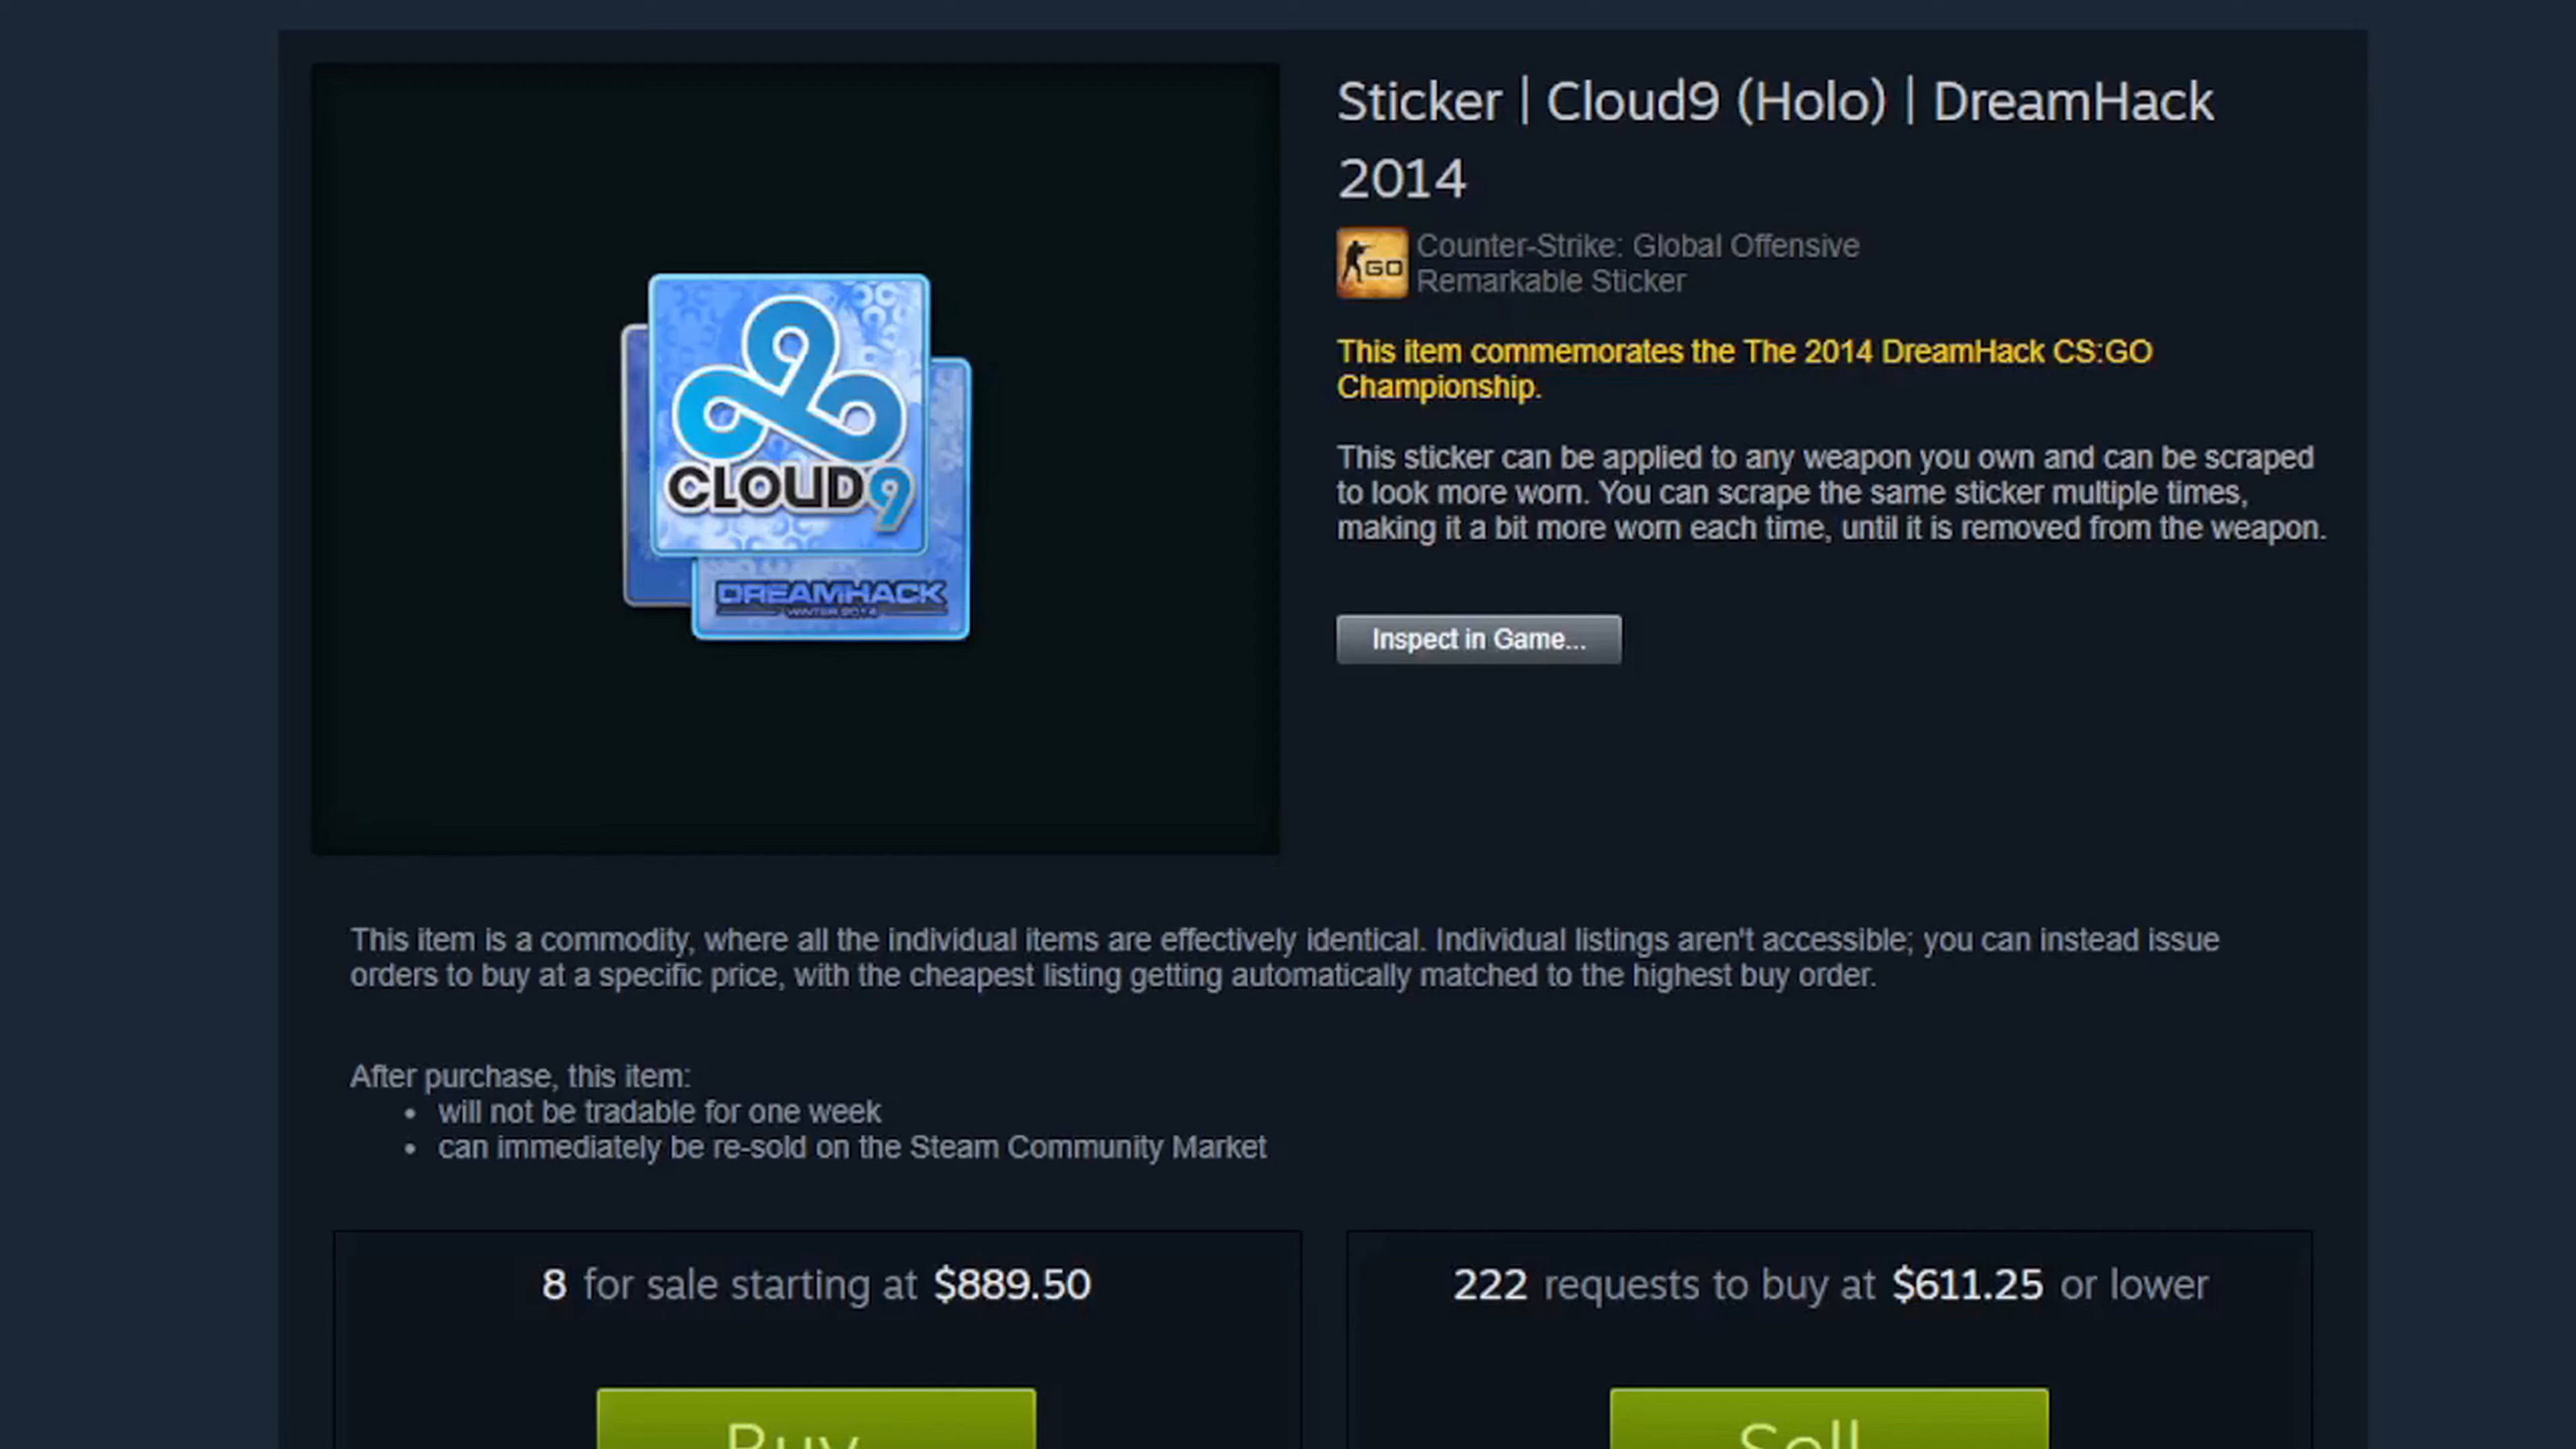 Sticker | Cloud9 (Holo) | DreamHack
2014
GO
Counter-Strike: Global Offensive
Remarkable Sticker
This item commemorates the The 2014 DreamHack CS:GO
Championship.
This sticker can be applied to any weapon you own and can be scraped
to look more worn. You can scrape the same sticker multiple times,
making it a bit more worn each time, until it is removed from the weapon.
Inspect in Game...
CLOUD9
DREAMHACK
WINTER 2014
This item is a commodity, where all the individual items are effectively identical. Individual listings aren't accessible; you can instead issue
orders to buy at a specific price, with the cheapest listing getting automatically matched to the highest buy order.
After purchase, this item:
• will not be tradable for one week
• can immediately be re-sold on the Steam Community Market
8 for sale starting at $889.50
222 requests to buy at $611.25 or lower
Buy
Sell